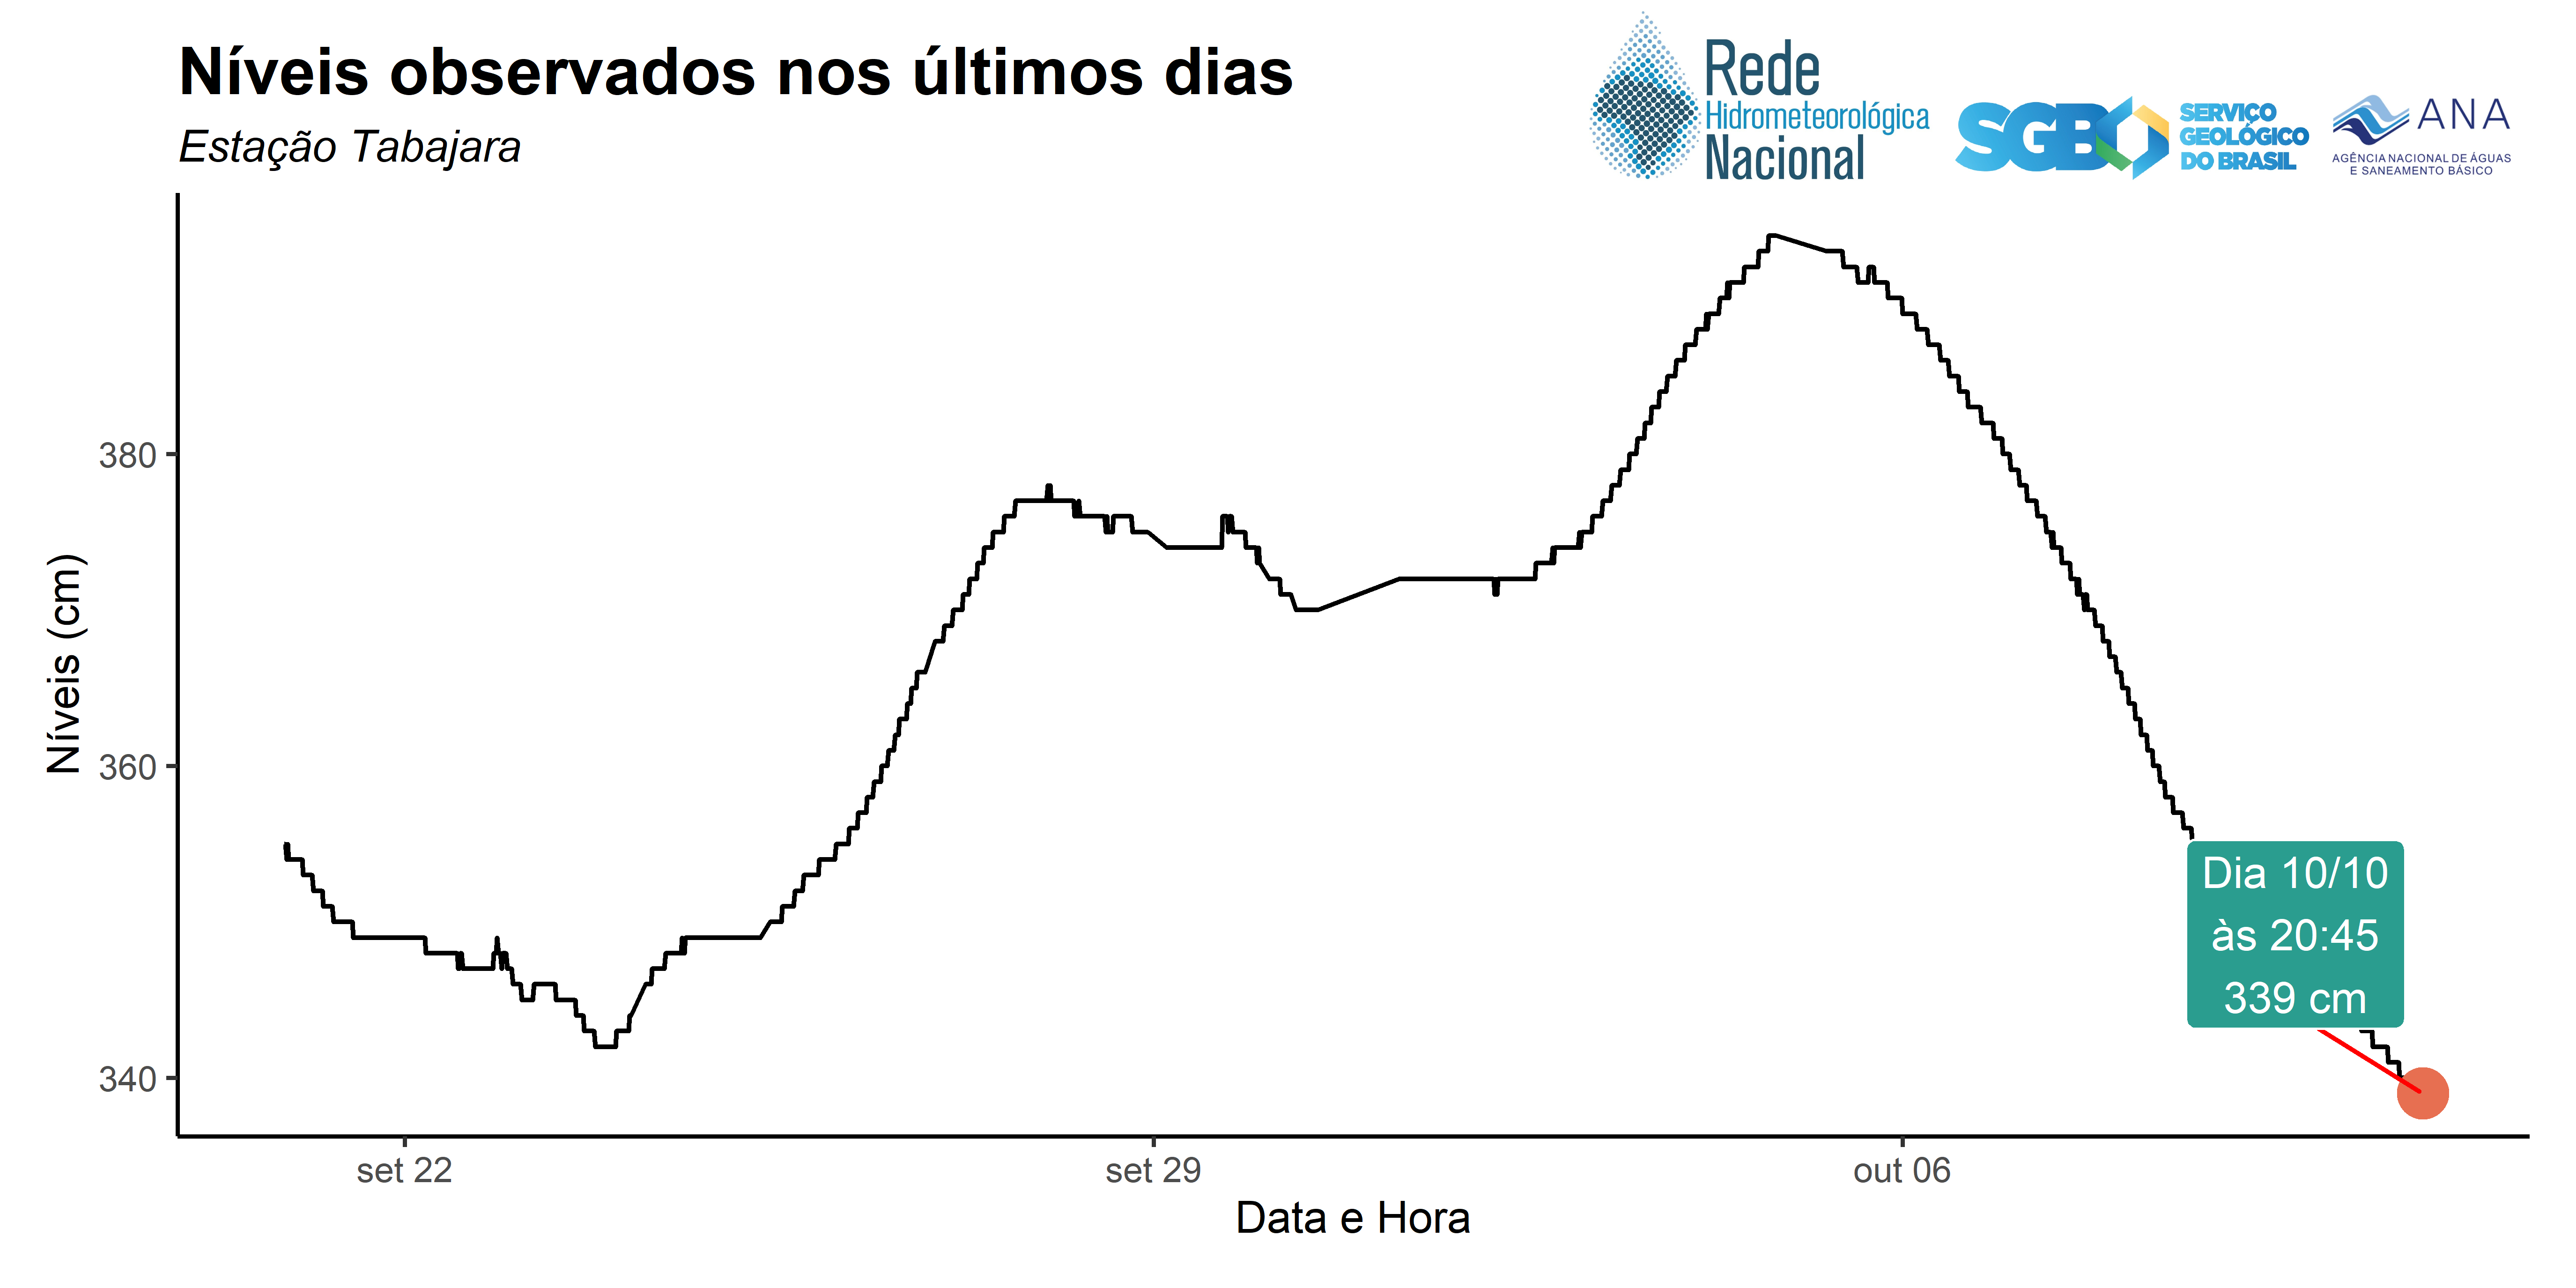 Níveis observados nos últimos dias
Estação Tabajara
Rede
Hidrometeorológica
Nacional
SGB
SERVIÇO
GEOLÓGICO
DO BRASIL
ANA
AGÊNCIA NACIONAL DE ÁGUAS
E SANEAMENTO BÁSICO
Níveis (cm)
380
360
340
Dia 10/10
às 20:45
339 cm
set 22
set 29
out 06
Data e Hora